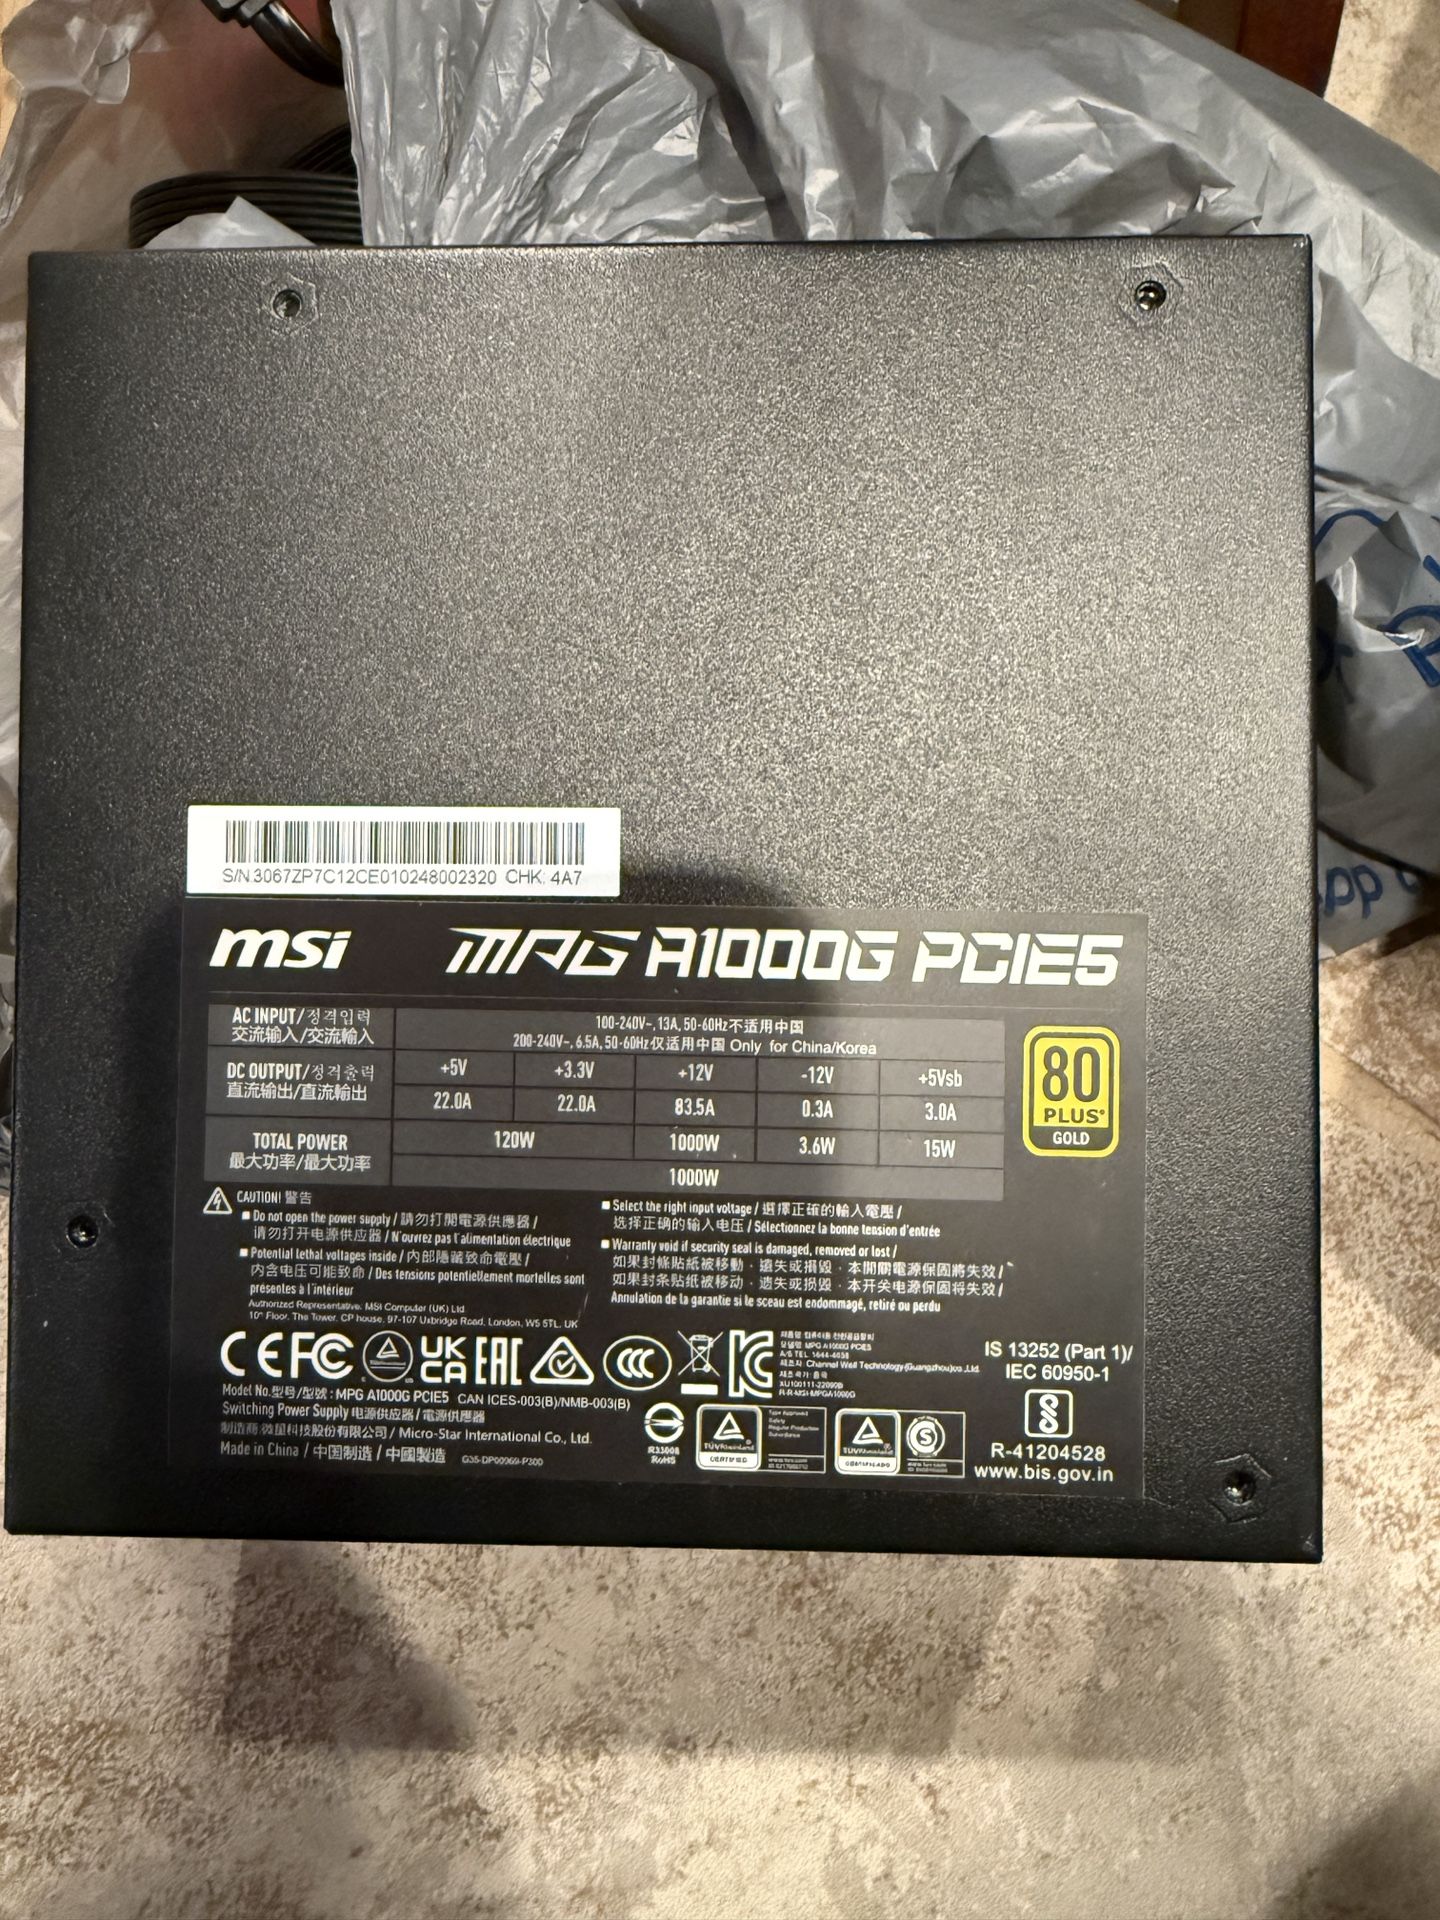 S/N 3067ZP7C12CE010248002320 CHK: 4A7
msi MPG A1000G PCIE5
AC INPUT/정격입력
交流输入/交流輸入
100-240V~, 13A, 50-60Hz不适用中国
200-240V~, 6.5A, 50-60Hz仅适用中国 Only for China/Korea
DC OUTPUT/정격출력
直流输出/直流輸出
+5V +3.3V +12V -12V +5Vsb
22.0A 22.0A 83.5A 0.3A 3.0A
TOTAL POWER
最大功率/最大功率
120W 1000W 3.6W 15W
1000W
80
PLUS
GOLD
CAUTION! 警告
■ Do not open the power supply / 請勿打開電源供應器 /
请勿打开电源供应器 / N'ouvrez pas l'alimentation électrique
■ Potential lethal voltages inside / 內部隱藏致命電壓 /
内含电压可能致命 / Des tensions potentiellement mortelles sont
présentes à l'intérieur
Authorized Representative: MSI Computer (UK) Ltd
10th Floor, The Tower, CP house, 97-107 Uxbridge Road, London, W5 5TL, UK
■ Select the right input voltage / 選擇正確的輸入電壓 /
选择正确的输入电压 / Sélectionnez la bonne tension d'entrée
■ Warranty void if security seal is damaged, removed or lost /
如果封條貼紙被移動，遺失或損毀，本開關電源保固將失效 /
如果封条贴纸被移动，遗失或损毁，本开关电源保固将失效 /
Annulation de la garantie si le sceau est endommagé, retiré ou perdu
CE FC UK CA EAC
MPG A1000G PCIE5
A/S TEL 1644-4038
Channel Well Technology(Guangzhou)co.,Ltd.
XU100111-22090B
R-R-MSI-MPGA1000G
IS 13252 (Part 1)/
IEC 60950-1
Model No.型号/型號 : MPG A1000G PCIE5 CAN ICES-003(B)/NMB-003(B)
Switching Power Supply 电源供应器 / 電源供應器
制造商:微星科技股份有限公司 / Micro-Star International Co., Ltd.
Made in China / 中国制造 / 中國製造 G35-DP00969-P300
R33008
RoHS
TÜVRheinland
CERTIFIED
TÜVRheinland
R-41204528
www.bis.gov.in